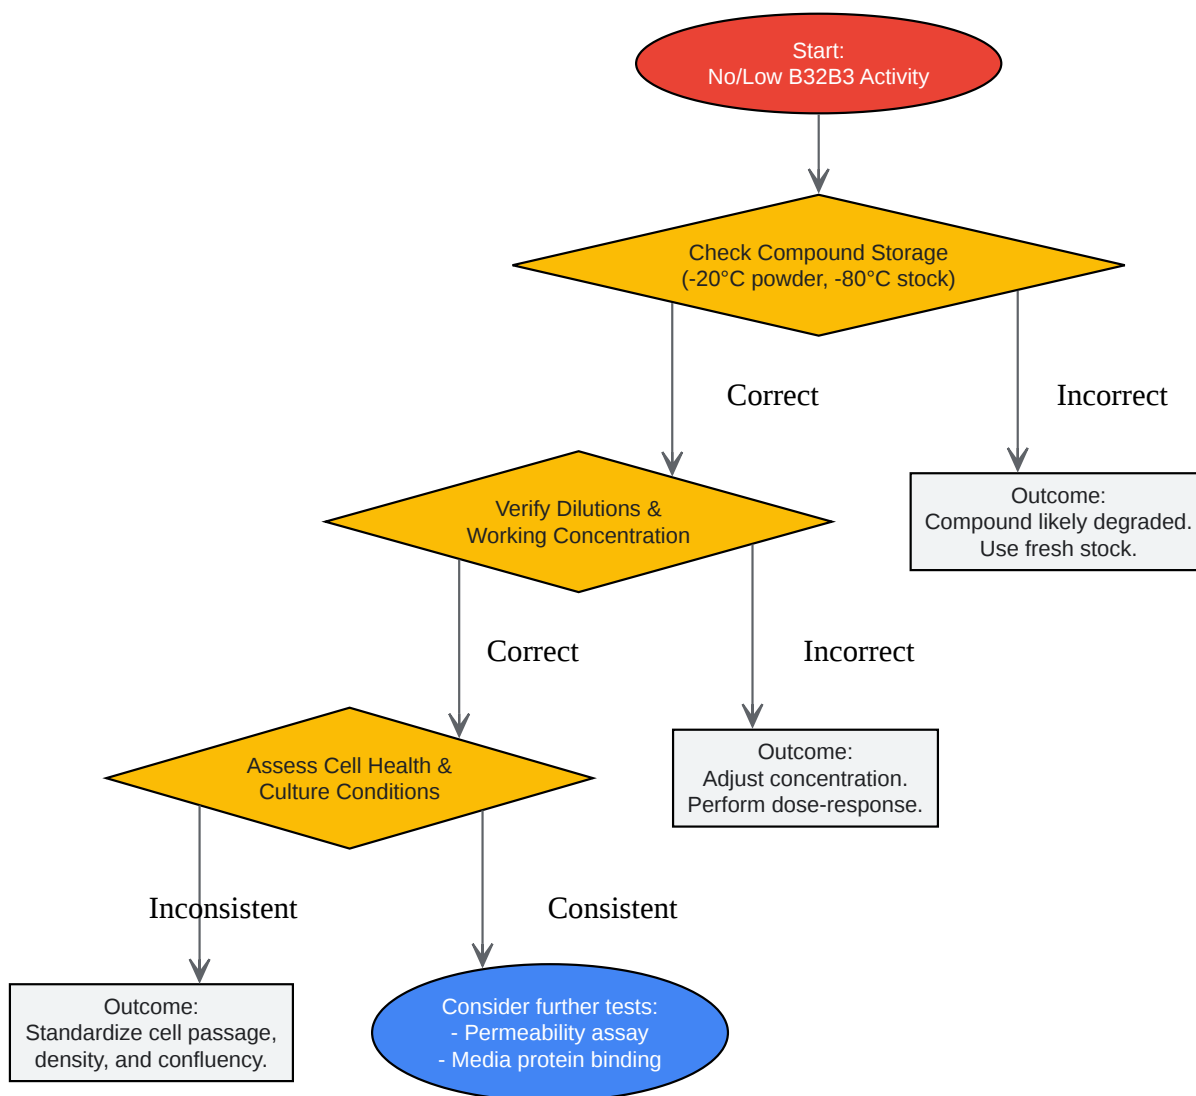 Start:
No/Low B32B3 Activity
Check Compound Storage
(-20°C powder, -80°C stock)
Correct
Incorrect
Verify Dilutions &
Working Concentration
Outcome:
Compound likely degraded.
Use fresh stock.
Correct
Incorrect
Assess Cell Health &
Culture Conditions
Outcome:
Adjust concentration.
Perform dose-response.
Inconsistent
Consistent
Outcome:
Standardize cell passage,
density, and confluency.
Consider further tests:
- Permeability assay
- Media protein binding